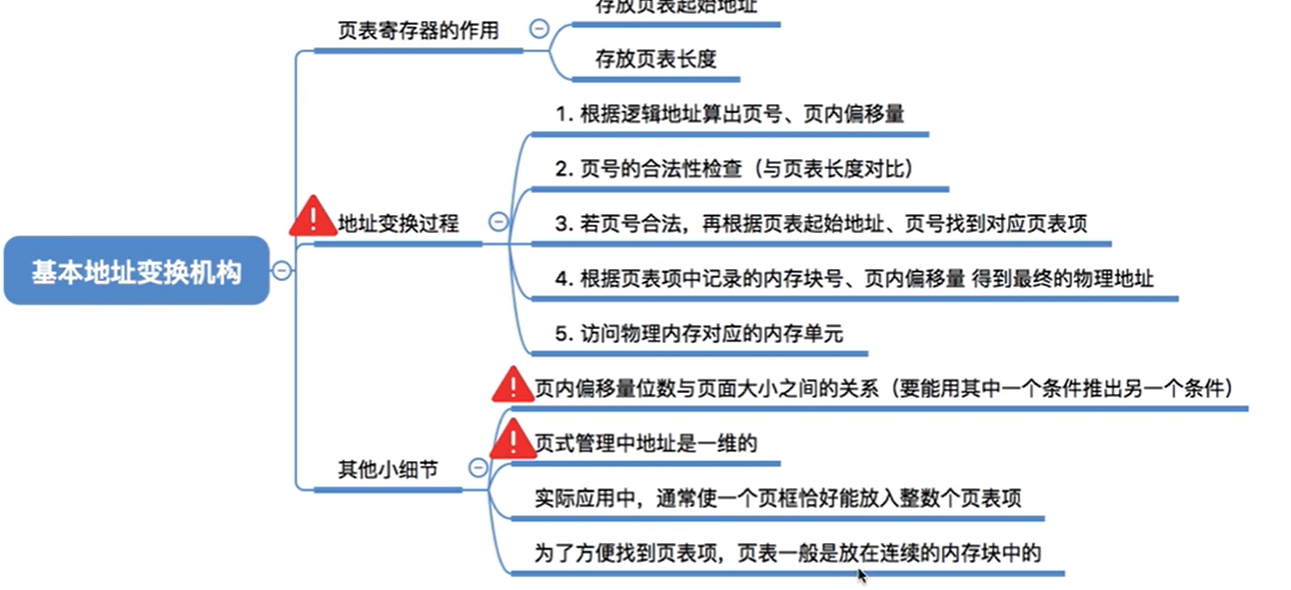 页表寄存器的作用
存放页表起始地址
存放页表长度
基本地址变换机构
地址变换过程
1. 根据逻辑地址算出页号、页内偏移量
2. 页号的合法性检查（与页表长度对比）
3. 若页号合法，再根据页表起始地址、页号找到对应页表项
4. 根据页表项中记录的内存块号、页内偏移量 得到最终的物理地址
5. 访问物理内存对应的内存单元
其他小细节
页内偏移量位数与页面大小之间的关系（要能用其中一个条件推出另一个条件）
页式管理中地址是一维的
实际应用中，通常使一个页框恰好能放入整数个页表项
为了方便找到页表项，页表一般是放在连续的内存块中的